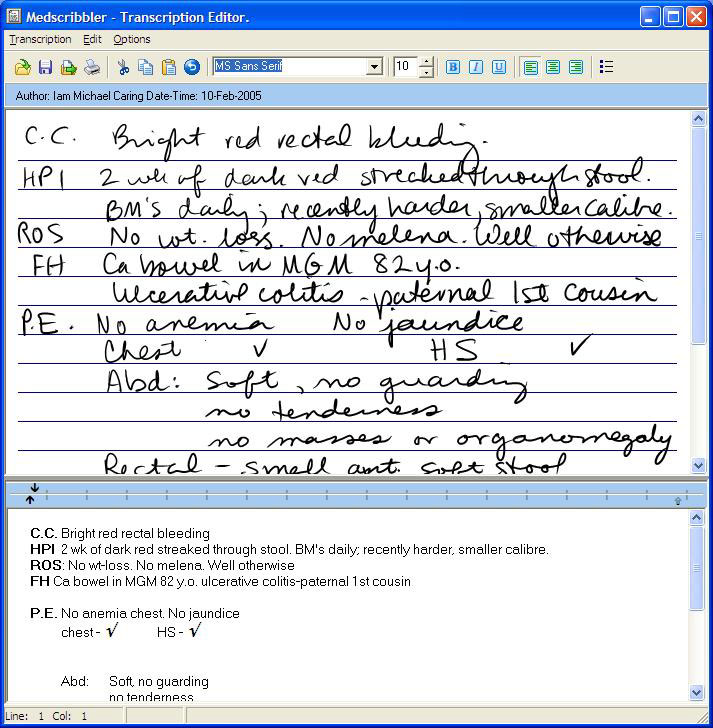 Medscribbler - Transcription Editor.
Transcription Edit Options
MS Sans Serif 10 B I U
Author: Iam Michael Caring Date-Time: 10-Feb-2005
C.C. Bright red rectal bleeding.
HPI 2 wk of dark red streaked through stool.
BM's daily; recently harder, smaller calibre.
ROS No wt. loss. No melena. Well otherwise
FH Ca bowel in MGM 82 y.o.
Ulcerative colitis - paternal 1st cousin
P.E. No anemia No jaundice
Chest ✓ HS ✓
Abd: Soft, no guarding
no tenderness
no masses or organomegaly
Rectal - small amt. soft stool
C.C. Bright red rectal bleeding
HPI 2 wk of dark red streaked through stool. BM's daily; recently harder, smaller calibre.
ROS: No wt-loss. No melena. Well otherwise
FH Ca bowel in MGM 82 y.o. ulcerative colitis-paternal 1st cousin
P.E. No anemia chest. No jaundice
chest - √ HS - √
Abd: Soft, no guarding
no tenderness
Line: 1 Col: 1